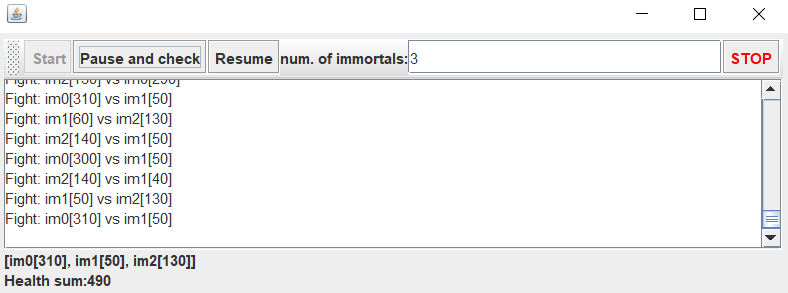 Start Pause and check Resume num. of immortals: 3 STOP
Fight: im2[130] vs im0[290]
Fight: im0[310] vs im1[50]
Fight: im1[60] vs im2[130]
Fight: im2[140] vs im1[50]
Fight: im0[300] vs im1[50]
Fight: im2[140] vs im1[40]
Fight: im1[50] vs im2[130]
Fight: im0[310] vs im1[50]
[im0[310], im1[50], im2[130]]
Health sum:490